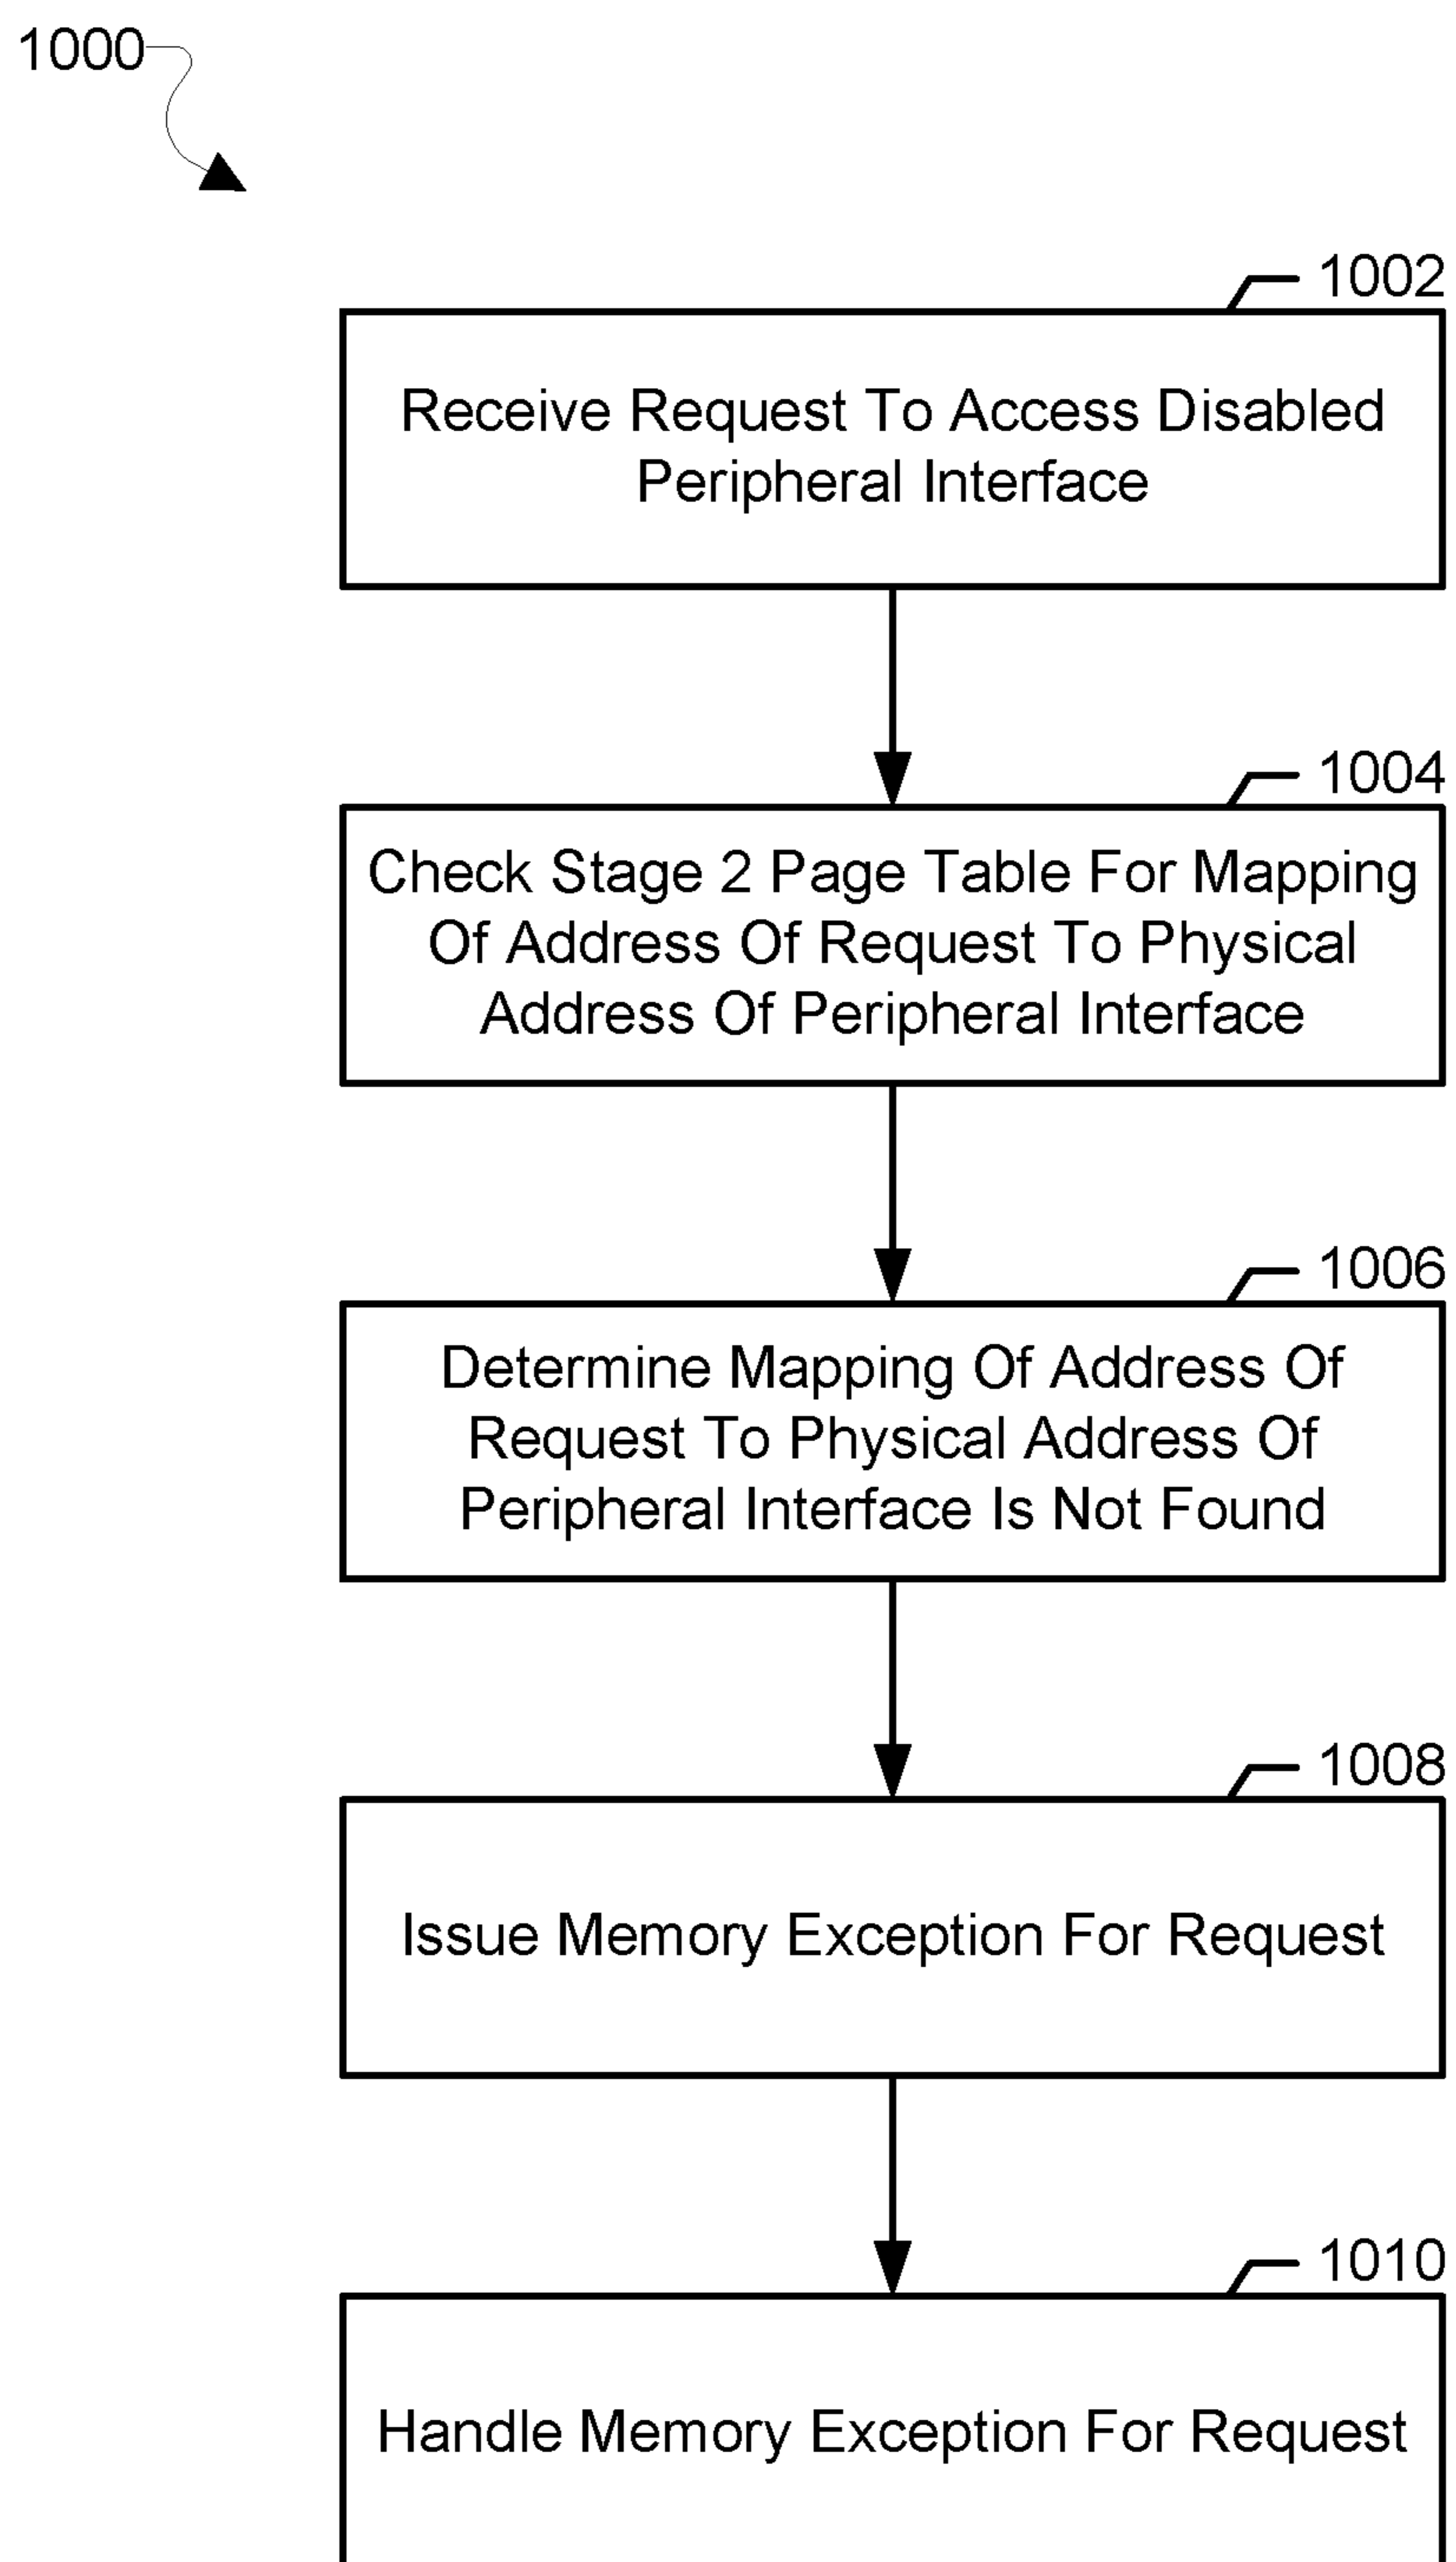 1000
1002
Receive Request To Access Disabled
Peripheral Interface
1004
Check Stage 2 Page Table For Mapping
Of Address Of Request To Physical
Address Of Peripheral Interface
1006
Determine Mapping Of Address Of
Request To Physical Address Of
Peripheral Interface Is Not Found
1008
Issue Memory Exception For Request
1010
Handle Memory Exception For Request